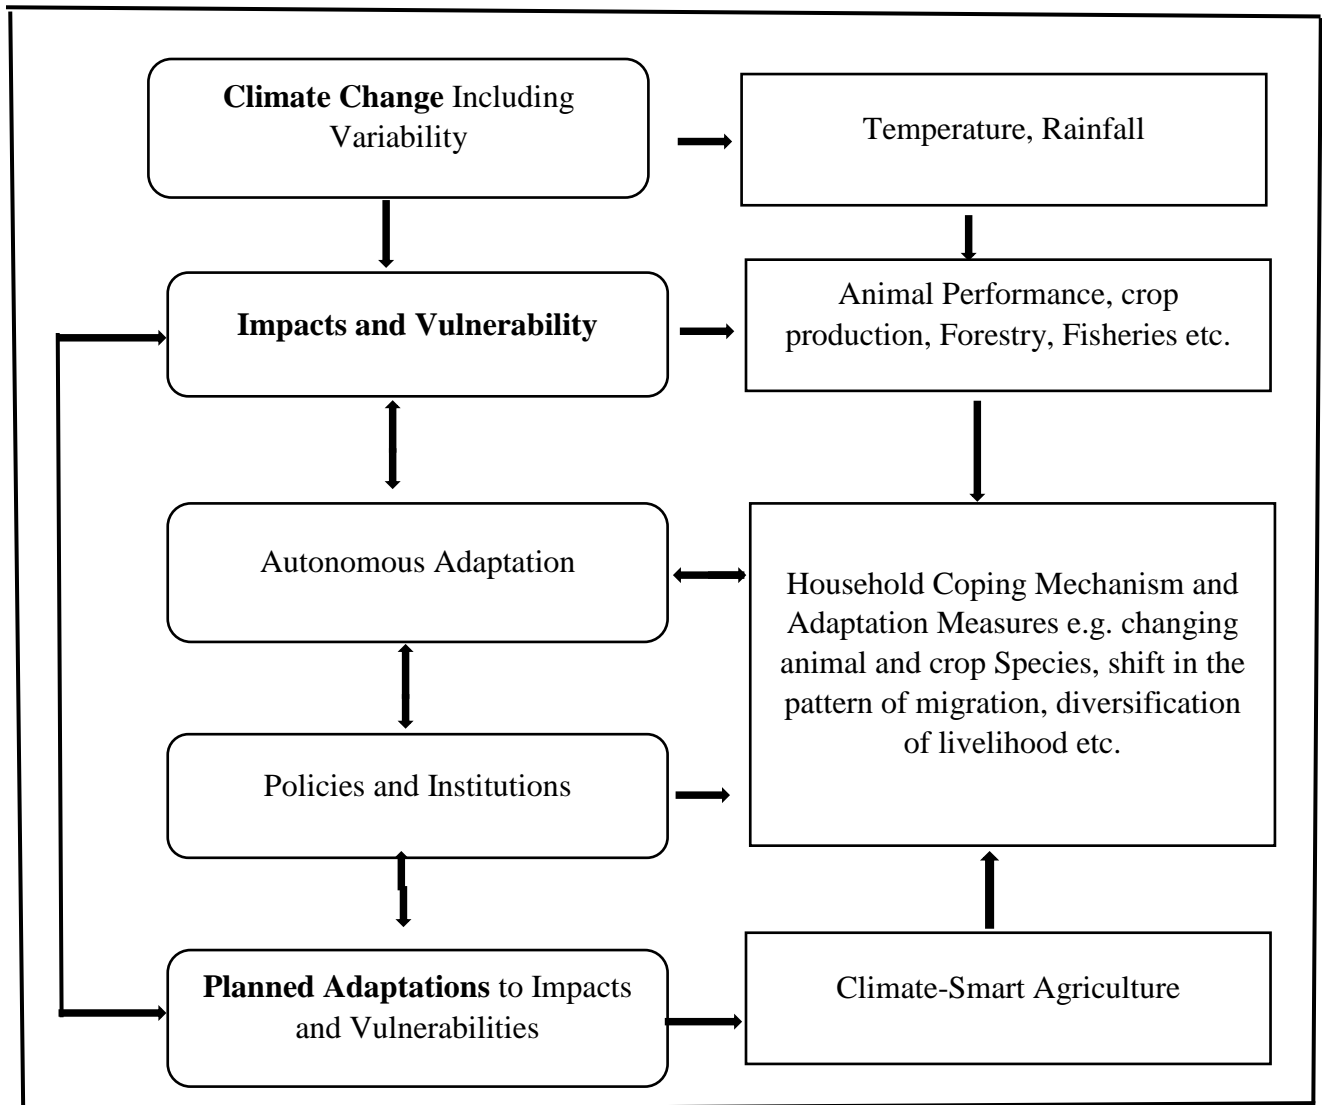 Climate Change Including
Variability
Temperature, Rainfall
Impacts and Vulnerability
Animal Performance, crop
production, Forestry, Fisheries etc.
Autonomous Adaptation
Household Coping Mechanism and
Adaptation Measures e.g. changing
animal and crop Species, shift in the
pattern of migration, diversification
of livelihood etc.
Policies and Institutions
Planned Adaptations to Impacts
and Vulnerabilities
Climate-Smart Agriculture